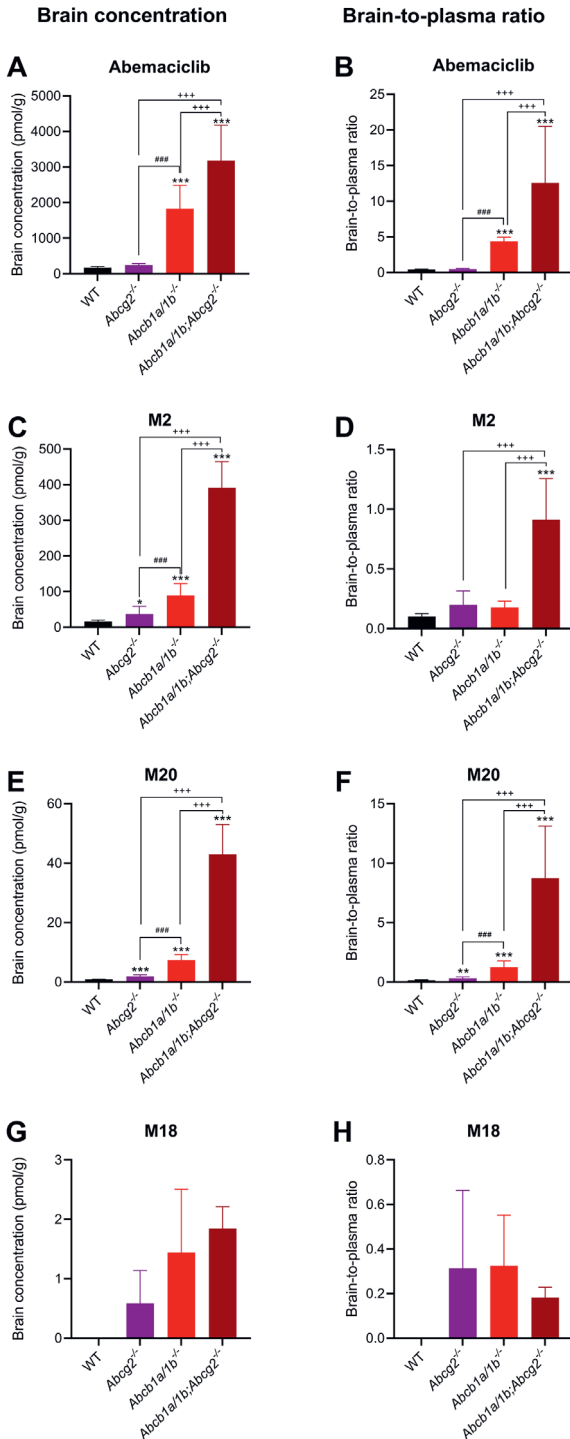 Brain concentration
Brain-to-plasma ratio
A
Abemaciclib
Brain concentration (pmol/g)
5000
4000
3000
2000
1000
0
+++
+++
###
***
***
WT
Abcg2-/-
Abcb1a/1b-/-
Abcb1a/1b;Abcg2-/-
B
Abemaciclib
Brain-to-plasma ratio
25
20
15
10
5
0
+++
+++
***
###
***
WT
Abcg2-/-
Abcb1a/1b-/-
Abcb1a/1b;Abcg2-/-
C
M2
Brain concentration (pmol/g)
500
400
300
200
100
0
+++
+++
***
###
***
*
WT
Abcg2-/-
Abcb1a/1b-/-
Abcb1a/1b;Abcg2-/-
D
M2
Brain-to-plasma ratio
1.5
1.0
0.5
0.0
+++
+++
***
WT
Abcg2-/-
Abcb1a/1b-/-
Abcb1a/1b;Abcg2-/-
E
M20
Brain concentration (pmol/g)
60
40
20
0
+++
+++
***
###
***
***
WT
Abcg2-/-
Abcb1a/1b-/-
Abcb1a/1b;Abcg2-/-
F
M20
Brain-to-plasma ratio
15
10
5
0
+++
+++
***
###
***
**
WT
Abcg2-/-
Abcb1a/1b-/-
Abcb1a/1b;Abcg2-/-
G
M18
Brain concentration (pmol/g)
3
2
1
0
WT
Abcg2-/-
Abcb1a/1b-/-
Abcb1a/1b;Abcg2-/-
H
M18
Brain-to-plasma ratio
0.8
0.6
0.4
0.2
0.0
WT
Abcg2-/-
Abcb1a/1b-/-
Abcb1a/1b;Abcg2-/-